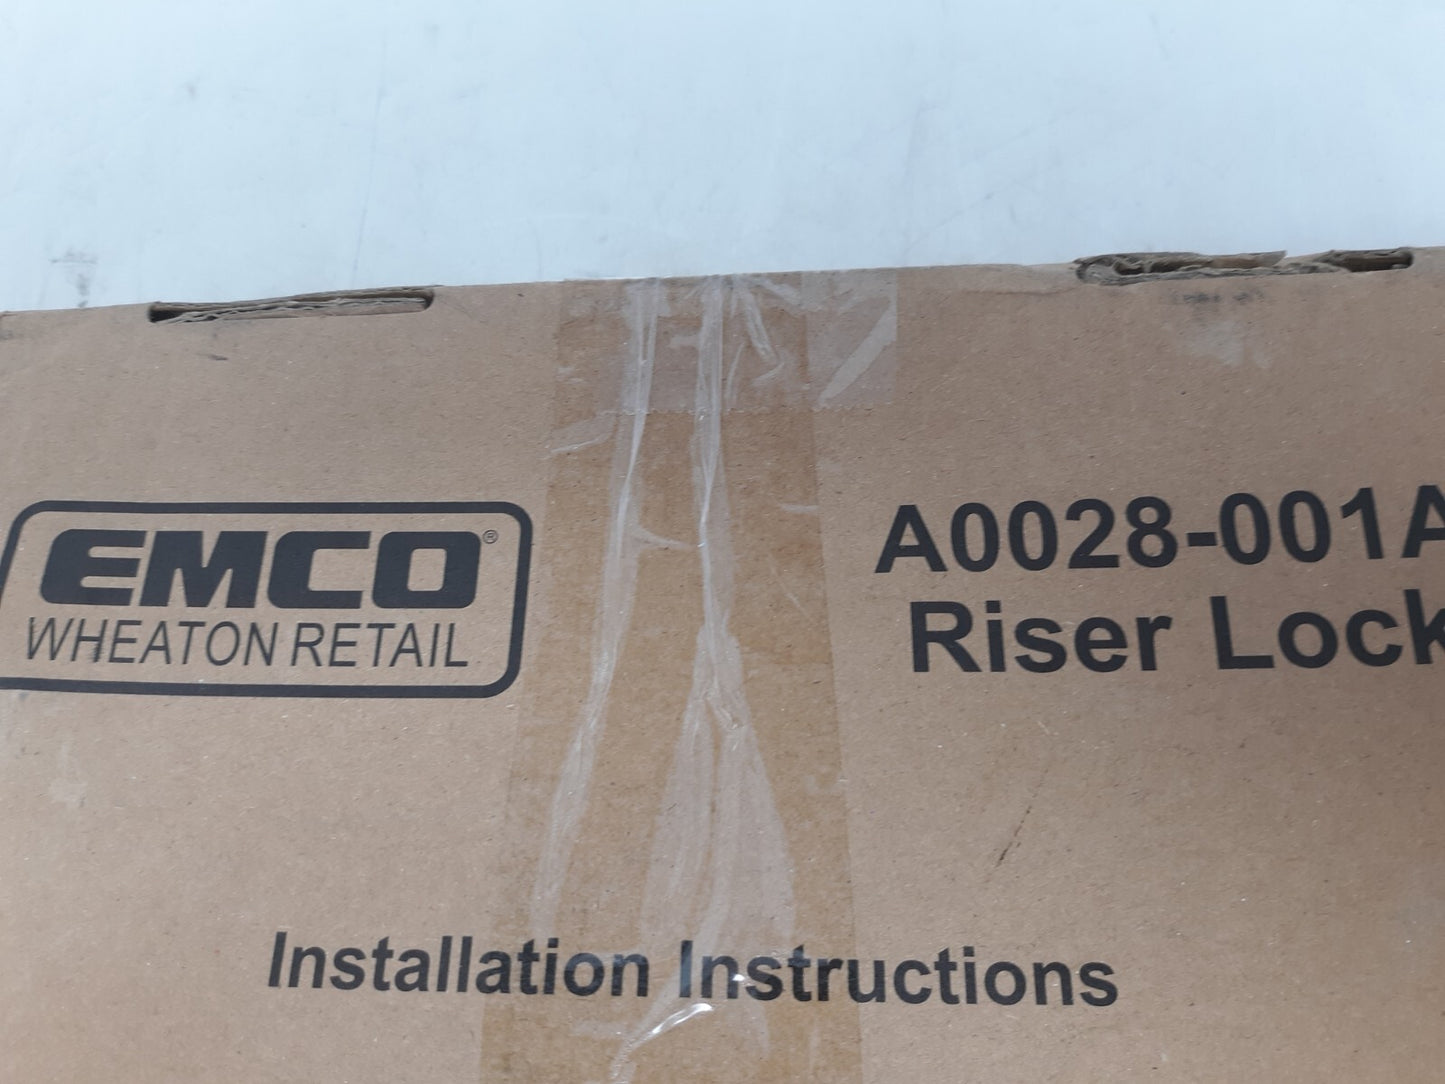 EMCO®
WHEATON RETAIL
A0028-001A
Riser Lock
Installation Instructions